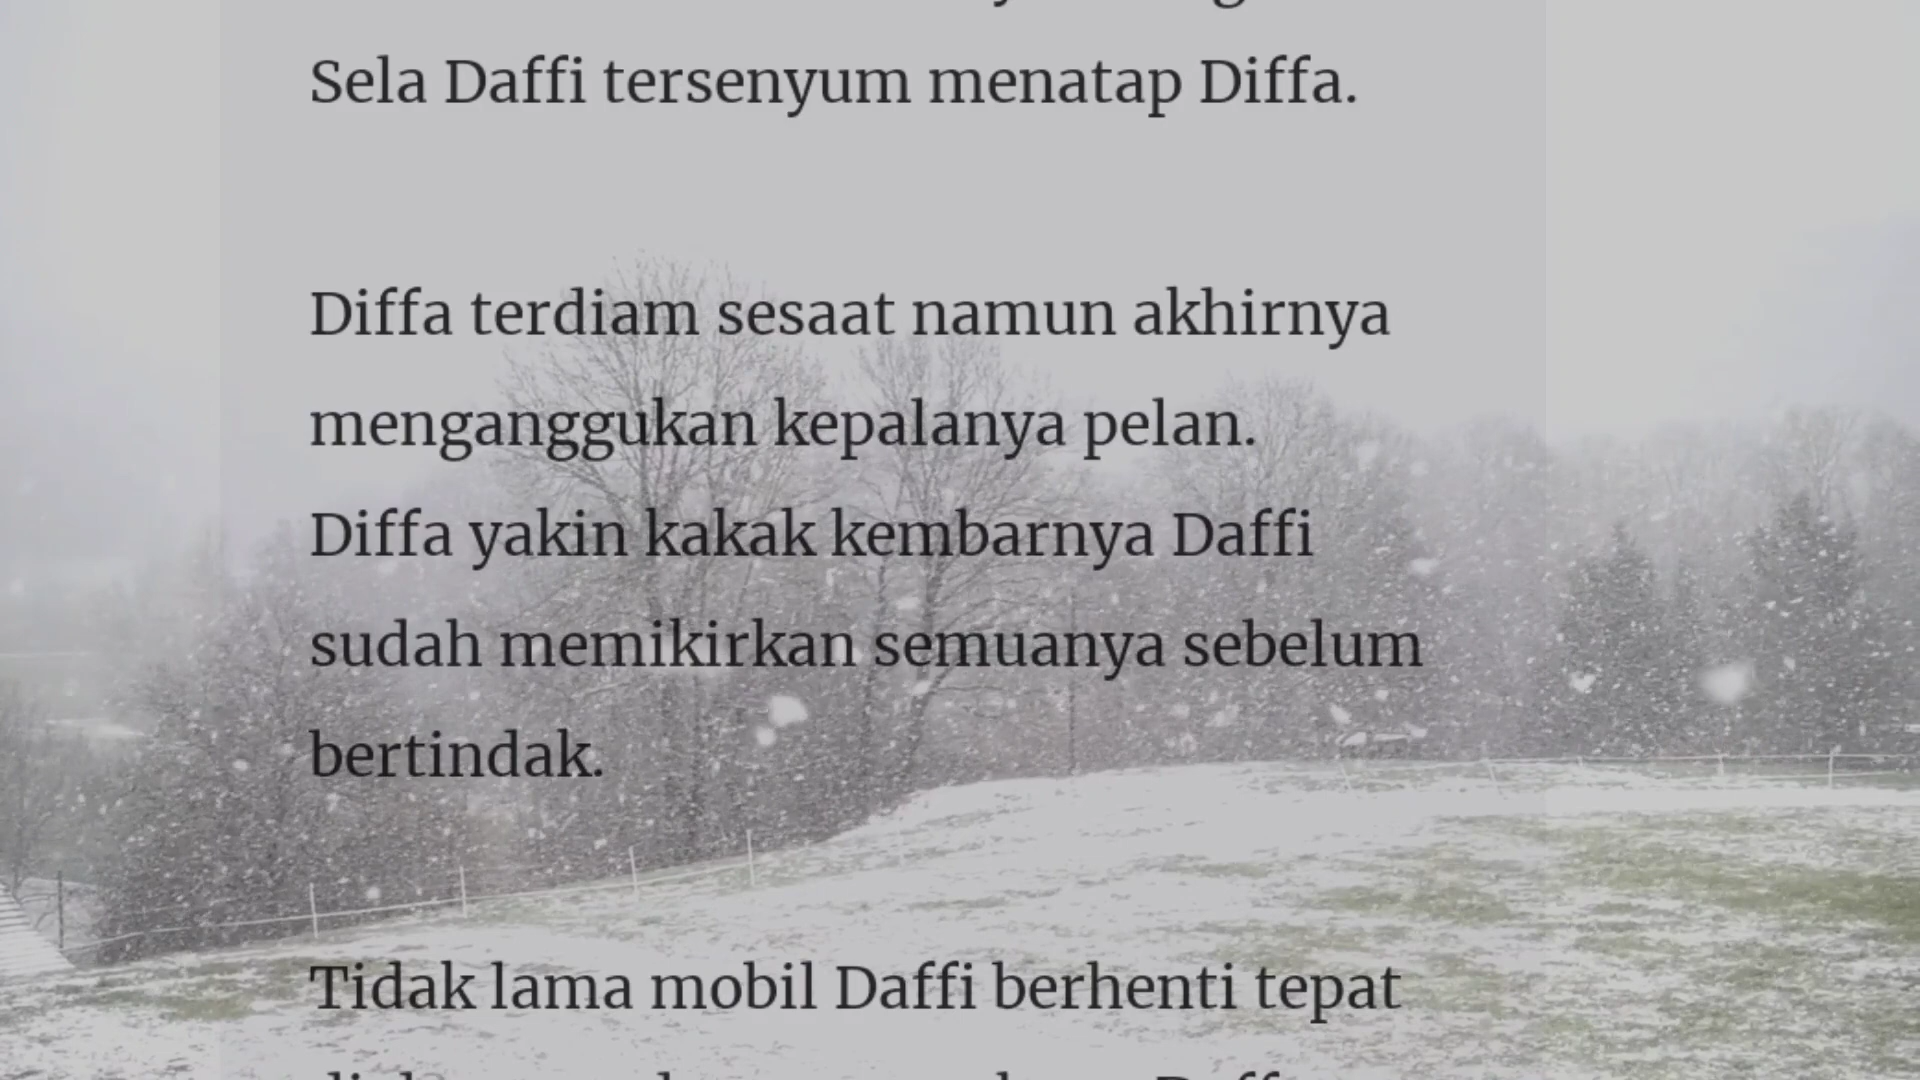 Sela Daffi tersenyum menatap Diffa.
Diffa terdiam sesaat namun akhirnya
menganggukan kepalanya pelan.
Diffa yakin kakak kembarnya Daffi
sudah memikirkan semuanya sebelum
bertindak.
Tidak lama mobil Daffi berhenti tepat